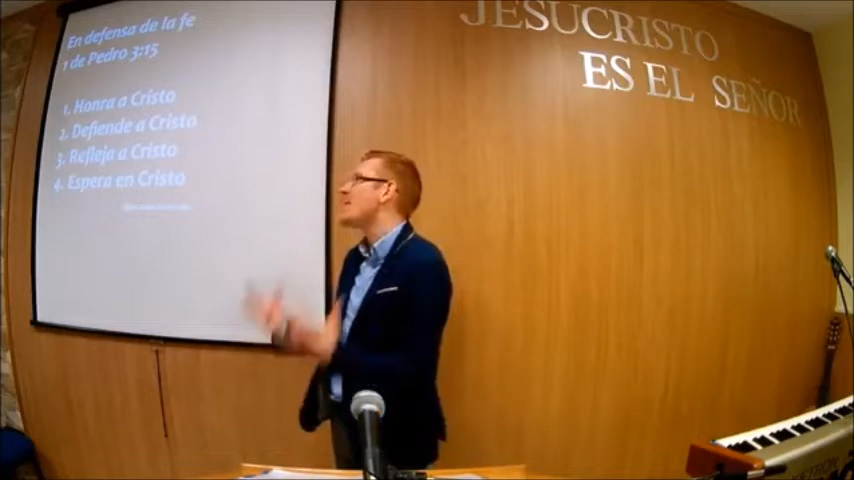 En defensa de la fe
1 de Pedro 3:15
1. Honra a Cristo
2. Defiende a Cristo
3. Refleja a Cristo
4. Espera en Cristo
JESUCRISTO
ES EL SEÑOR